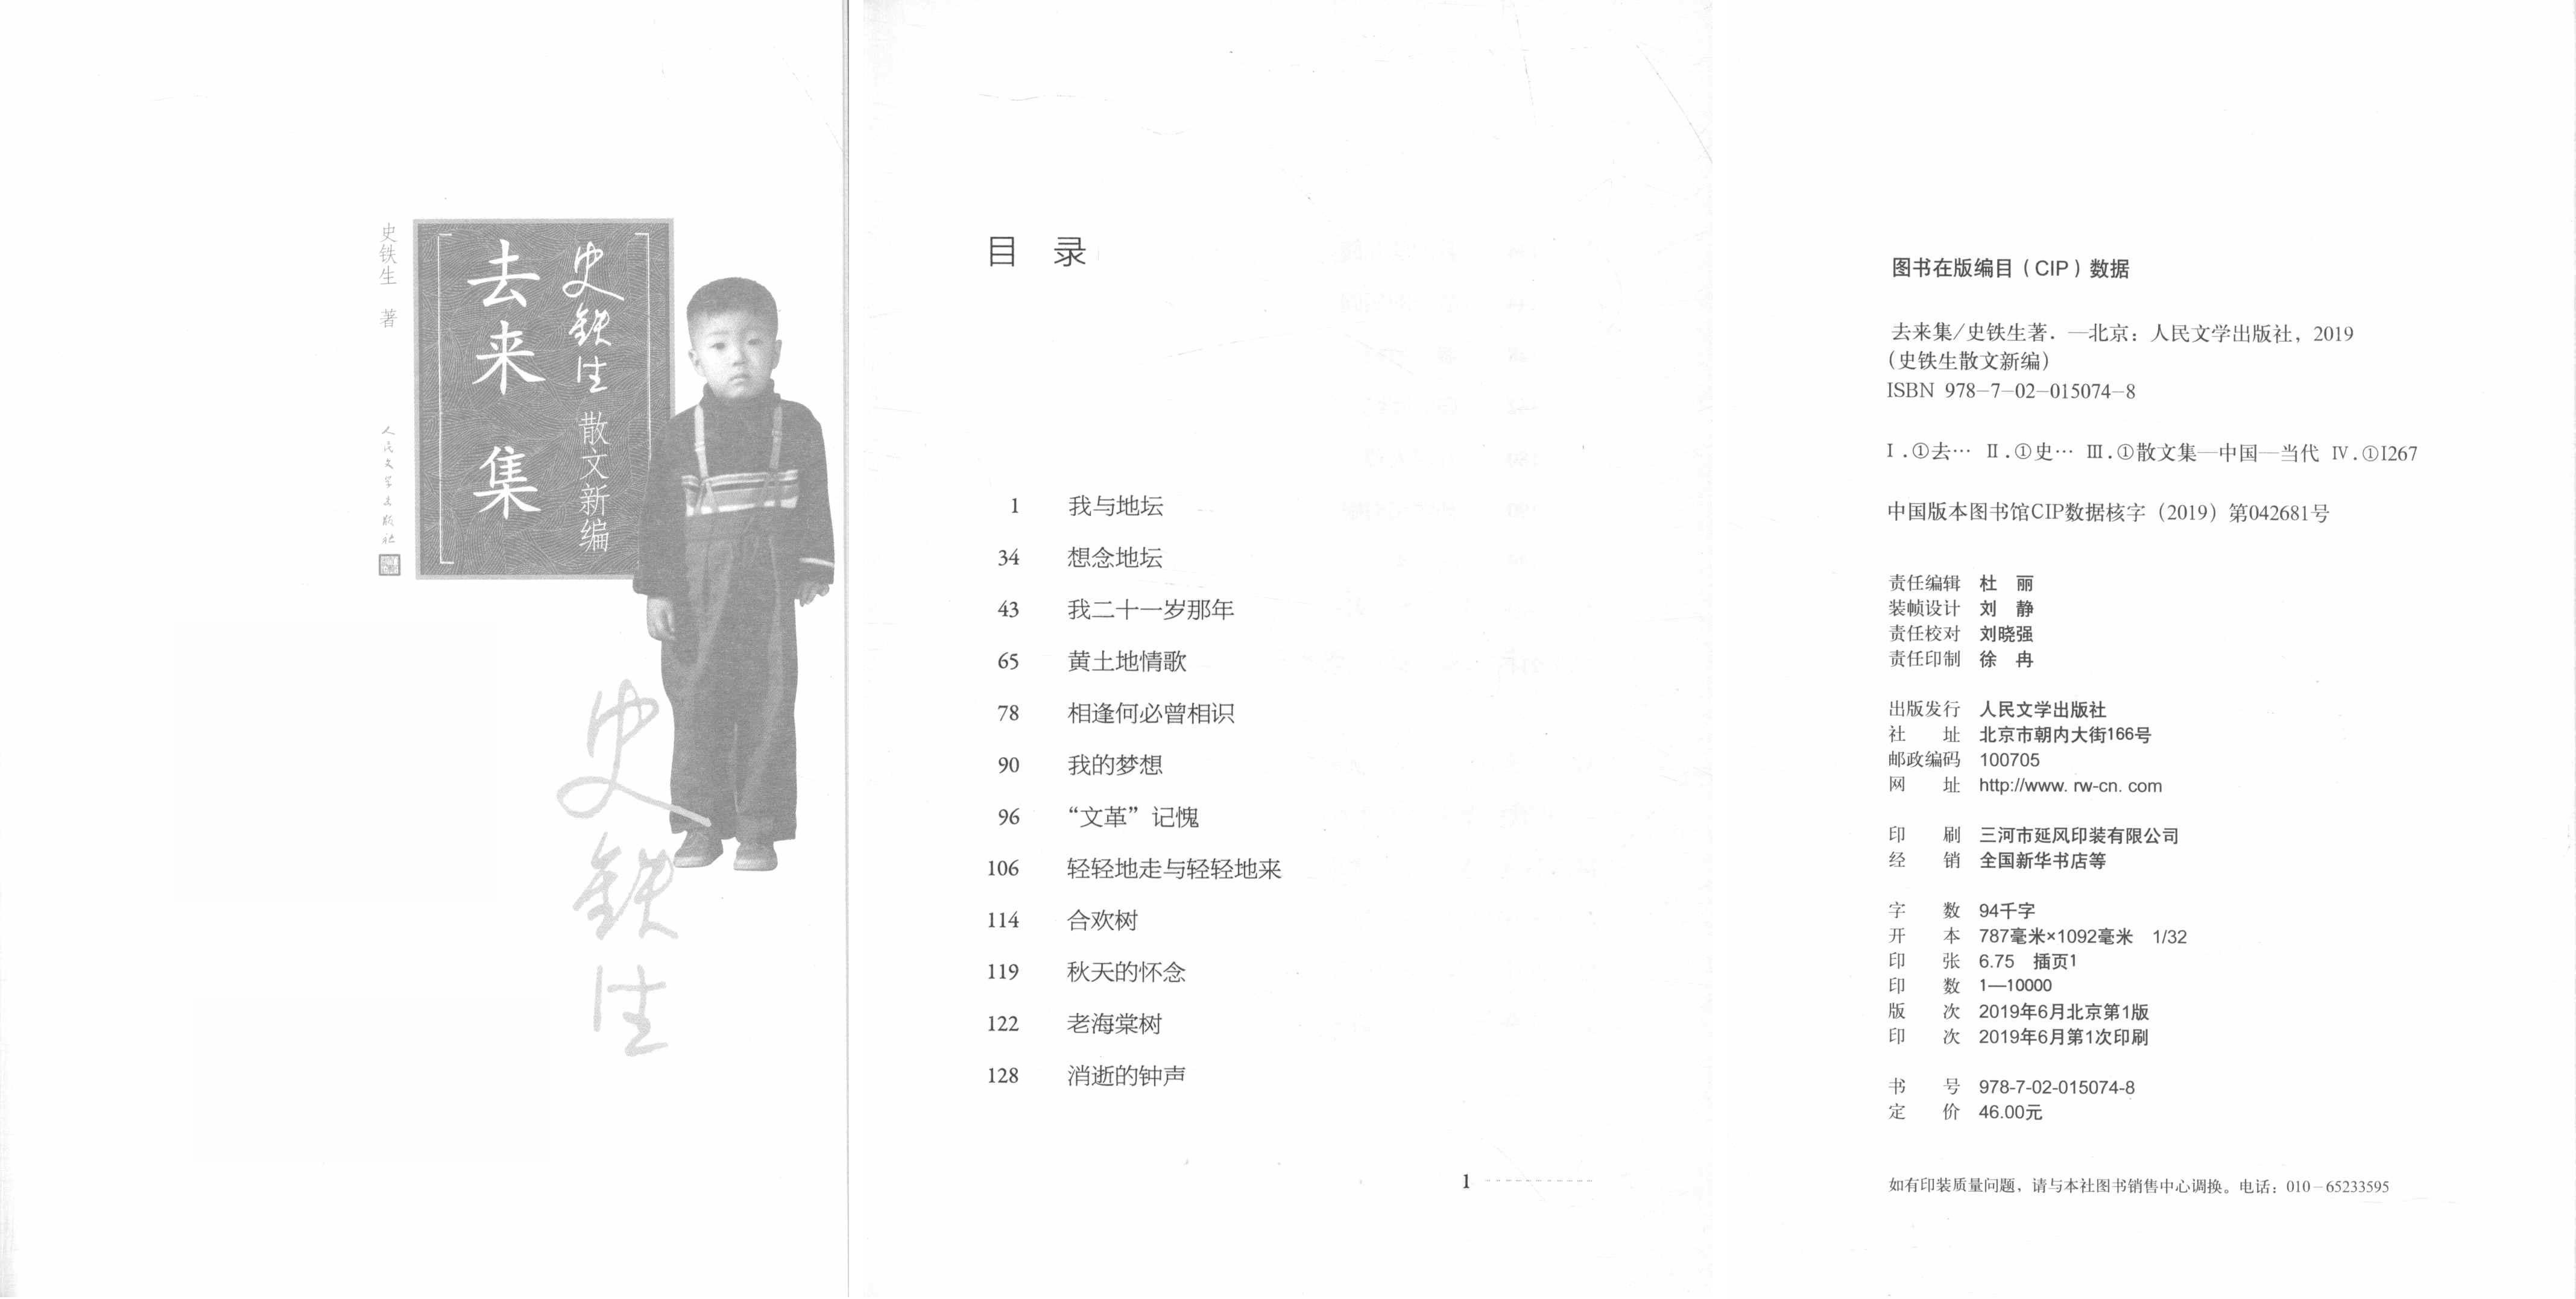 史铁生 著
人民文学出版社
史铁生 散文新编
去来集
史铁生
目 录
1 我与地坛
34 想念地坛
43 我二十一岁那年
65 黄土地情歌
78 相逢何必曾相识
90 我的梦想
96 “文革”记愧
106 轻轻地走与轻轻地来
114 合欢树
119 秋天的怀念
122 老海棠树
128 消逝的钟声
1
图书在版编目(CIP)数据
去来集/史铁生著. —北京:人民文学出版社,2019
(史铁生散文新编)
ISBN 978-7-02-015074-8
Ⅰ.①去… Ⅱ.①史… Ⅲ.①散文集—中国—当代 Ⅳ.①I267
中国版本图书馆CIP数据核字(2019)第042681号
责任编辑 杜 丽
装帧设计 刘 静
责任校对 刘晓强
责任印制 徐 冉
出版发行 人民文学出版社
社 址 北京市朝内大街166号
邮政编码 100705
网 址 http://www. rw-cn. com
印 刷 三河市延风印装有限公司
经 销 全国新华书店等
字 数 94千字
开 本 787毫米×1092毫米 1/32
印 张 6.75 插页1
印 数 1—10000
版 次 2019年6月北京第1版
印 次 2019年6月第1次印刷
书 号 978-7-02-015074-8
定 价 46.00元
如有印装质量问题,请与本社图书销售中心调换。电话:010-65233595